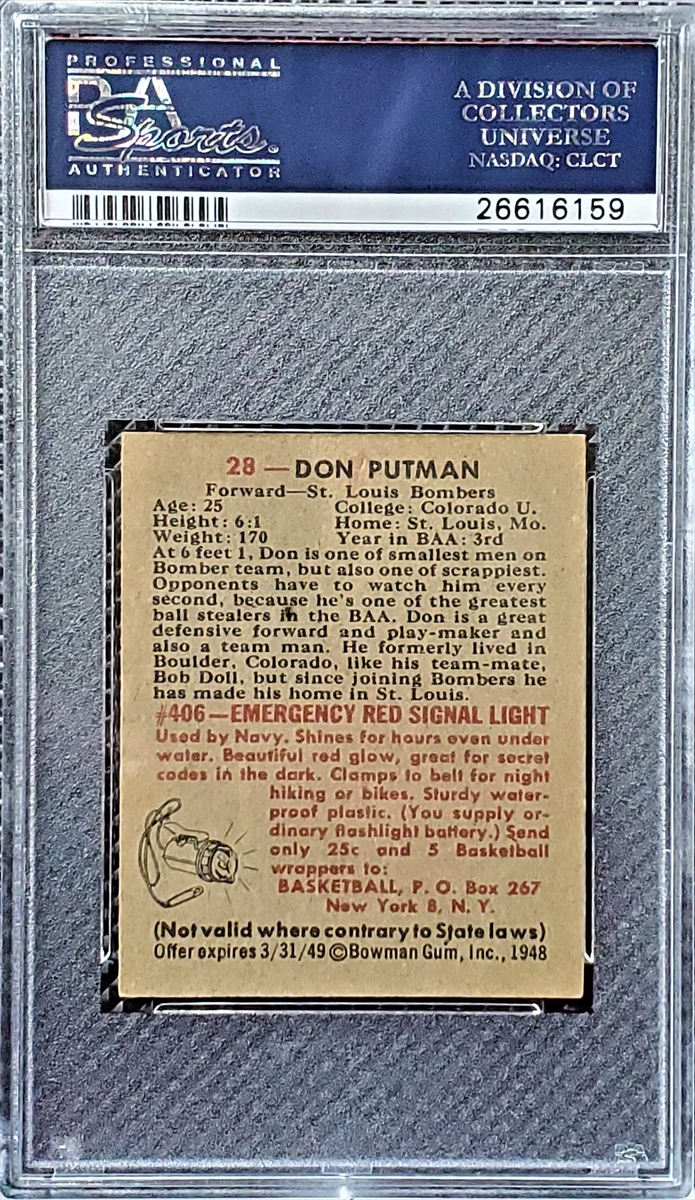 PROFESSIONAL
PSA
Sports
AUTHENTICATOR
A DIVISION OF
COLLECTORS
UNIVERSE
NASDAQ: CLCT
26616159
28 — DON PUTMAN
Forward—St. Louis Bombers
Age: 25 College: Colorado U.
Height: 6:1 Home: St. Louis, Mo.
Weight: 170 Year in BAA: 3rd
At 6 feet 1, Don is one of smallest men on
Bomber team, but also one of scrappiest.
Opponents have to watch him every
second, because he's one of the greatest
ball stealers in the BAA. Don is a great
defensive forward and play-maker and
also a team man. He formerly lived in
Boulder, Colorado, like his team-mate,
Bob Doll, but since joining Bombers he
has made his home in St. Louis.
#406—EMERGENCY RED SIGNAL LIGHT
Used by Navy. Shines for hours even under
water. Beautiful red glow, great for secret
codes in the dark. Clamps to belt for night
hiking or bikes. Sturdy water-
proof plastic. (You supply or-
dinary flashlight battery.) Send
only 25c and 5 Basketball
wrappers to:
BASKETBALL, P. O. Box 267
New York 8, N. Y.
(Not valid where contrary to State laws)
Offer expires 3/31/49 ©Bowman Gum, Inc., 1948
PSA